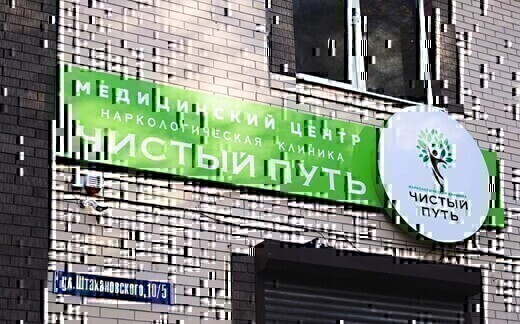 МЕДИЦИНСКИЙ ЦЕНТР
НАРКОЛОГИЧЕСКАЯ КЛИНИКА
ЧИСТЫЙ ПУТЬ
ЧИСТЫЙ
ПУТЬ
ул.Штахановского,10/5